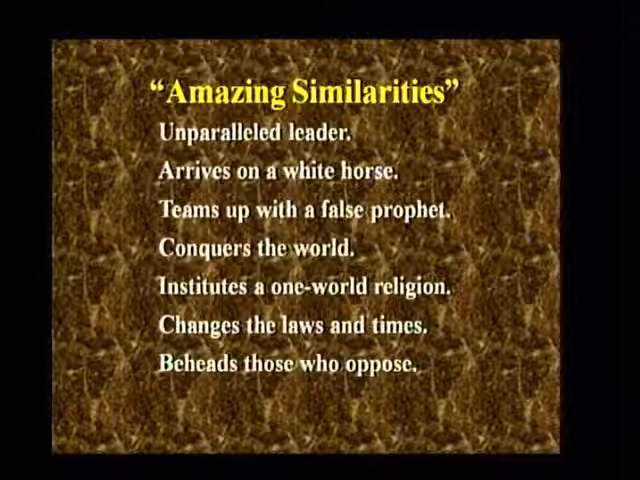 “Amazing Similarities”
Unparalleled leader.
Arrives on a white horse.
Teams up with a false prophet.
Conquers the world.
Institutes a one-world religion.
Changes the laws and times.
Beheads those who oppose.